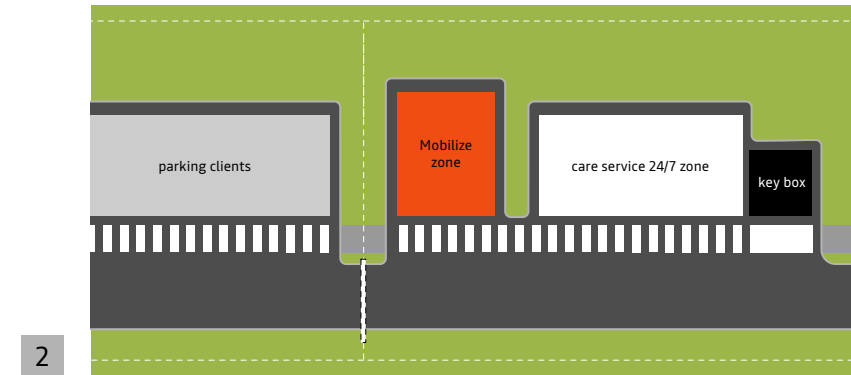 parking clients
Mobilize
zone
care service 24/7 zone
key box
2